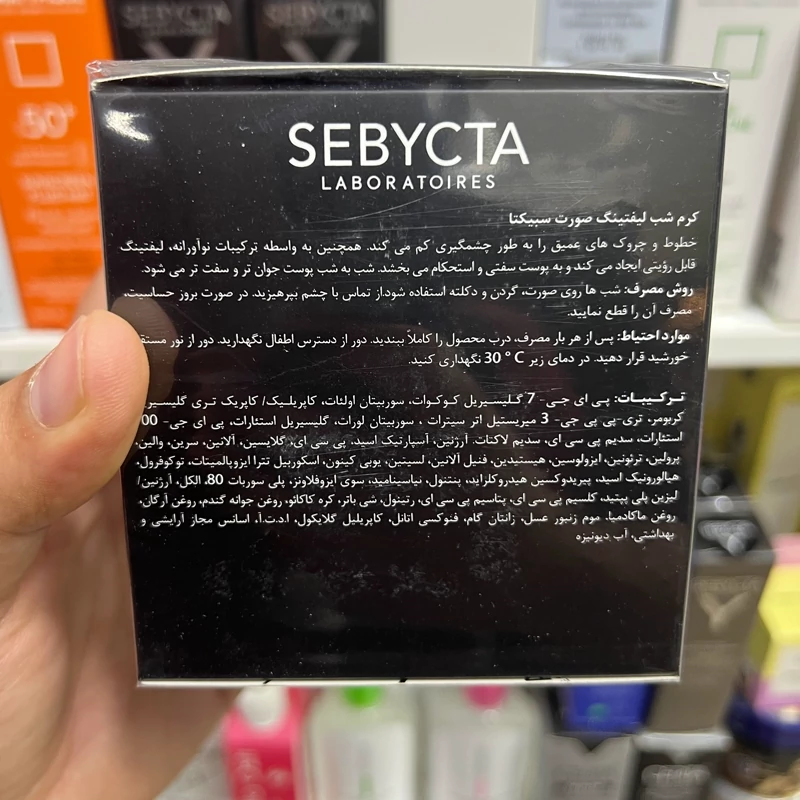 SEBYCTA
LABORATOIRES
کرم شب لیفتینگ صورت سبیکتا
خطوط و چروک های عمیق را به طور چشمگیری کم می کند. همچنین به واسطه ترکیبات نوآورانه، لیفتینگ
قابل رؤیتی ایجاد می کند و به پوست سفتی و استحکام می بخشد. شب به شب پوست جوان تر و سفت تر می شود.
روش مصرف: شب ها روی صورت، گردن و دکلته استفاده شود.از تماس با چشم بپرهیزید. در صورت بروز حساسیت،
مصرف آن را قطع نمایید.
موارد احتیاط: پس از هر بار مصرف، درب محصول را کاملاً ببندید. دور از دسترس اطفال نگهدارید. دور از نور
خورشید قرار دهید. در دمای زیر 30 ° C نگهداری کنید.
ترکیبات: پی ای جی- 7 گلیسیریل کوکوات، سوربیتان اولئات، کاپریلیک/ کاپریک تری
کربومر، تری-پی پی جی- 3 میریستیل اتر سیترات ، سوربیتان لورات، گلیسیریل استئارات، پی ای جی-
استئارات، سدیم پی سی ای، سدیم لاکتات. آرژنین، آسپارتیک اسید. پی سی ای، گلایسین، آلانین، سرین، والین،
پرولین، ترئونین، ایزولوسین، هیستیدین، فنیل آلانین، لسیتین، یوبی کینون، اسکوربیل تترا ایزوپالمیتات، توکوفرول،
هیالورونیک اسید، پیریدوکسین هیدروکلراید، پنتنول، نیاسینامید، سوی ایزوفلاونز، پلی سوربات 80، الکل، آرژنین/
لیزین پلی پپتید، کلسیم پی سی ای، پتاسیم پی سی ای، رتینول، شی باتر، کره کاکائو، روغن جوانه گندم، روغن آرگان،
روغن ماکادمیا. موم زنبور عسل، زانتان گام، فنوکسی اتانل، کاپریلیل گلایکول، ا.د.ت.آ، اسانس مجاز آرایشی و
بهداشتی، آب دیونیزه
SEBYCTA
50+